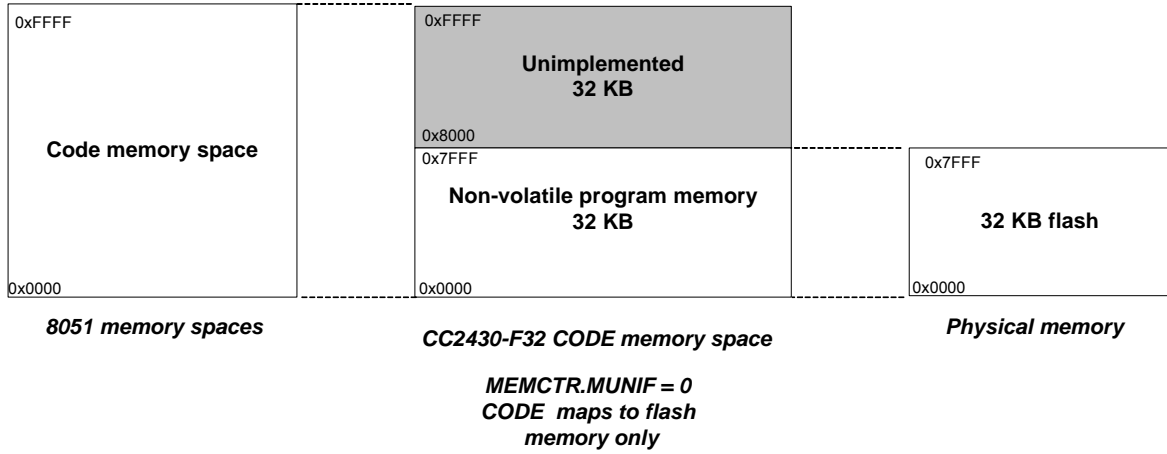 0xFFFF
Code memory space
0x0000
8051 memory spaces
0xFFFF
Unimplemented
32 KB
0x8000
0x7FFF
Non-volatile program memory
32 KB
0x0000
CC2430-F32 CODE memory space
MEMCTR.MUNIF = 0
CODE maps to flash
memory only
0x7FFF
32 KB flash
0x0000
Physical memory